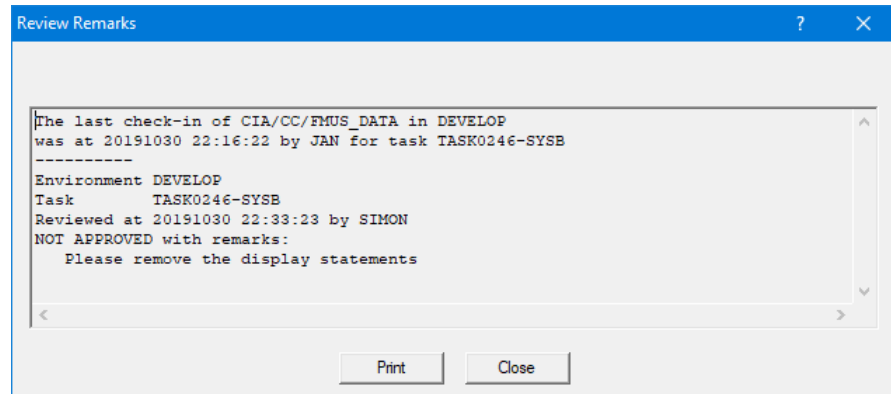 Review Remarks
?
The last check-in of CIA/CC/FMUS_DATA in DEVELOP
was at 20191030 22:16:22 by JAN for task TASK0246-SYSB
----------
Environment DEVELOP
Task        TASK0246-SYSB
Reviewed at 20191030 22:33:23 by SIMON
NOT APPROVED with remarks:
   Please remove the display statements
Print
Close